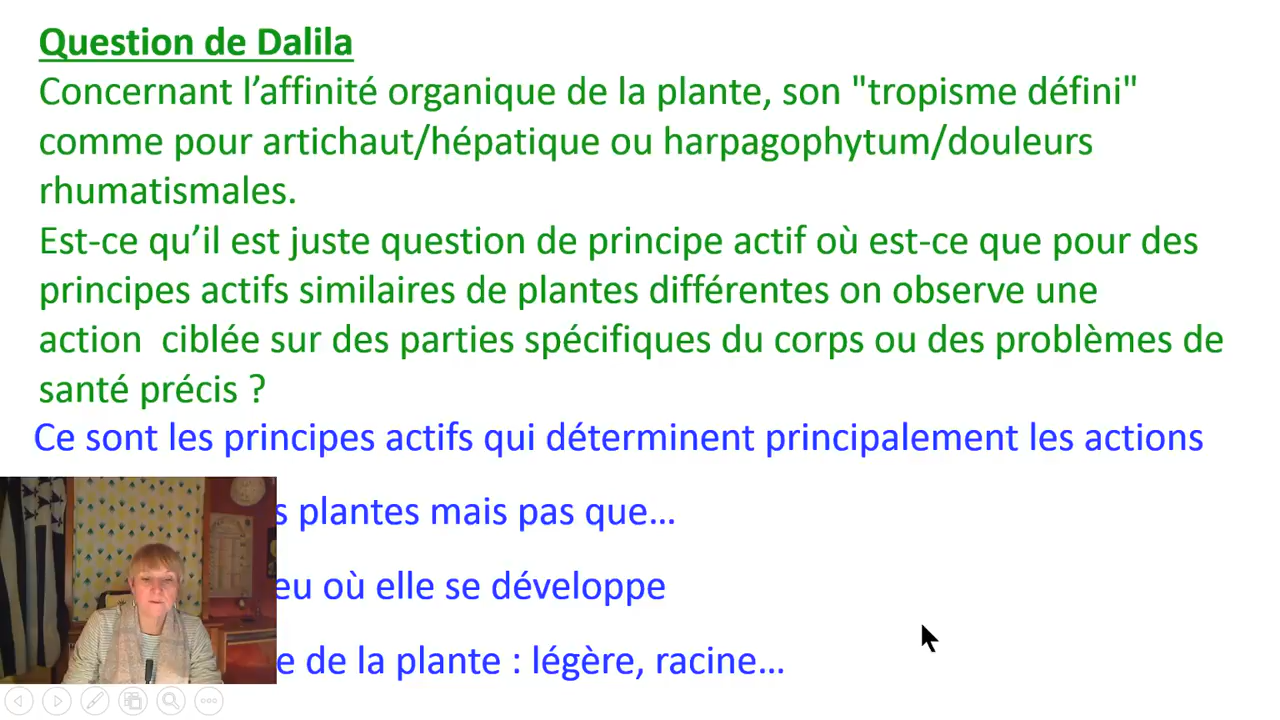 Question de Dalila
Concernant l’affinité organique de la plante, son "tropisme défini"
comme pour artichaut/hépatique ou harpagophytum/douleurs
rhumatismales.
Est-ce qu’il est juste question de principe actif où est-ce que pour des
principes actifs similaires de plantes différentes on observe une
action  ciblée sur des parties spécifiques du corps ou des problèmes de
santé précis ?
Ce sont les principes actifs qui déterminent principalement les actions
plantes mais pas que…
où elle se développe
de la plante : légère, racine…